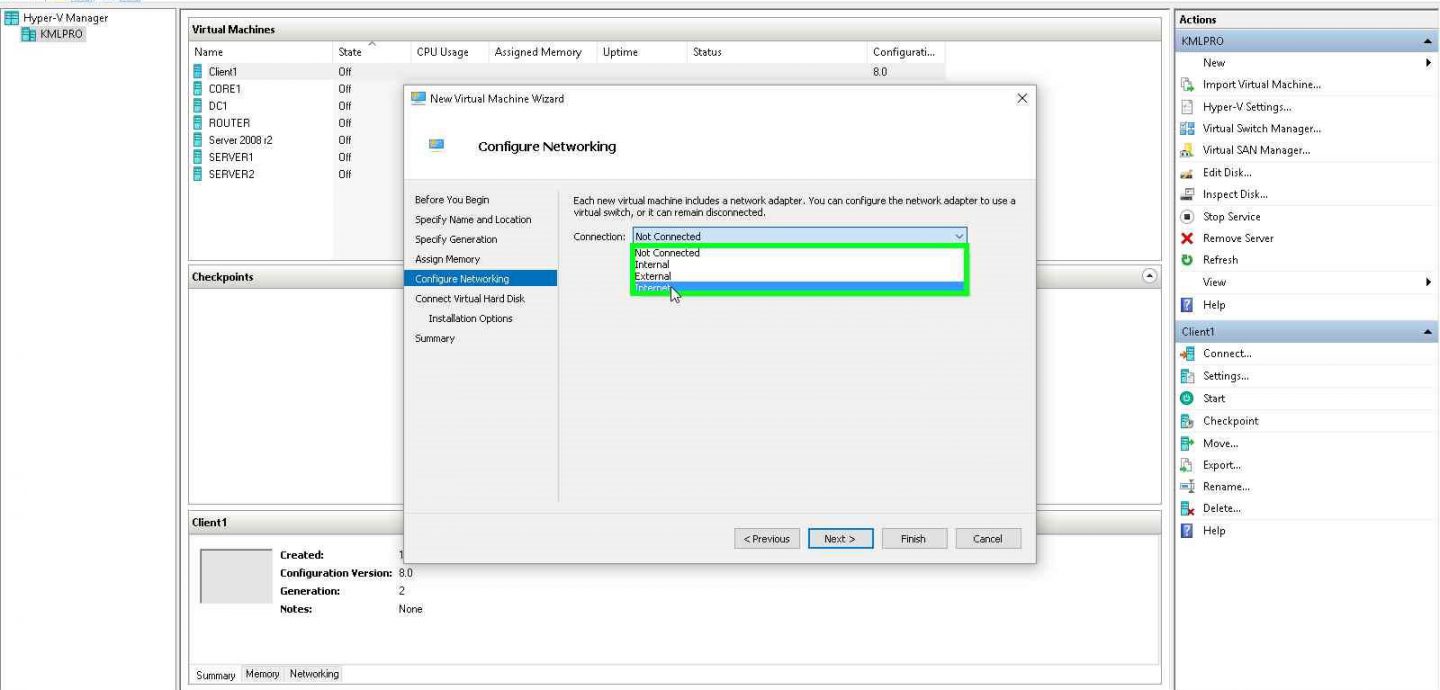 Hyper-V Manager
KMLPRO
Virtual Machines
Name State CPU Usage Assigned Memory Uptime Status Configurati...
Client1 Off 8.0
CORE1 Off
DC1 Off
ROUTER Off
Server 2008 r2 Off
SERVER1 Off
SERVER2 Off
Checkpoints
New Virtual Machine Wizard
Configure Networking
Before You Begin
Specify Name and Location
Specify Generation
Assign Memory
Configure Networking
Connect Virtual Hard Disk
Installation Options
Summary
Each new virtual machine includes a network adapter. You can configure the network adapter to use a
virtual switch, or it can remain disconnected.
Connection: Not Connected
Not Connected
Internal
External
Internet
< Previous Next > Finish Cancel
Client1
Created: 1
Configuration Version: 8.0
Generation: 2
Notes: None
Summary Memory Networking
Actions
KMLPRO
New
Import Virtual Machine...
Hyper-V Settings...
Virtual Switch Manager...
Virtual SAN Manager...
Edit Disk...
Inspect Disk...
Stop Service
Remove Server
Refresh
View
Help
Client1
Connect...
Settings...
Start
Checkpoint
Move...
Export...
Rename...
Delete...
Help